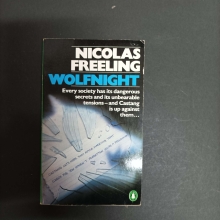 NICOLAS
FREELING
WOLFNIGHT
Every society has its dangerous
secrets and its unbearable
tensions – and Castang
is up against
them...